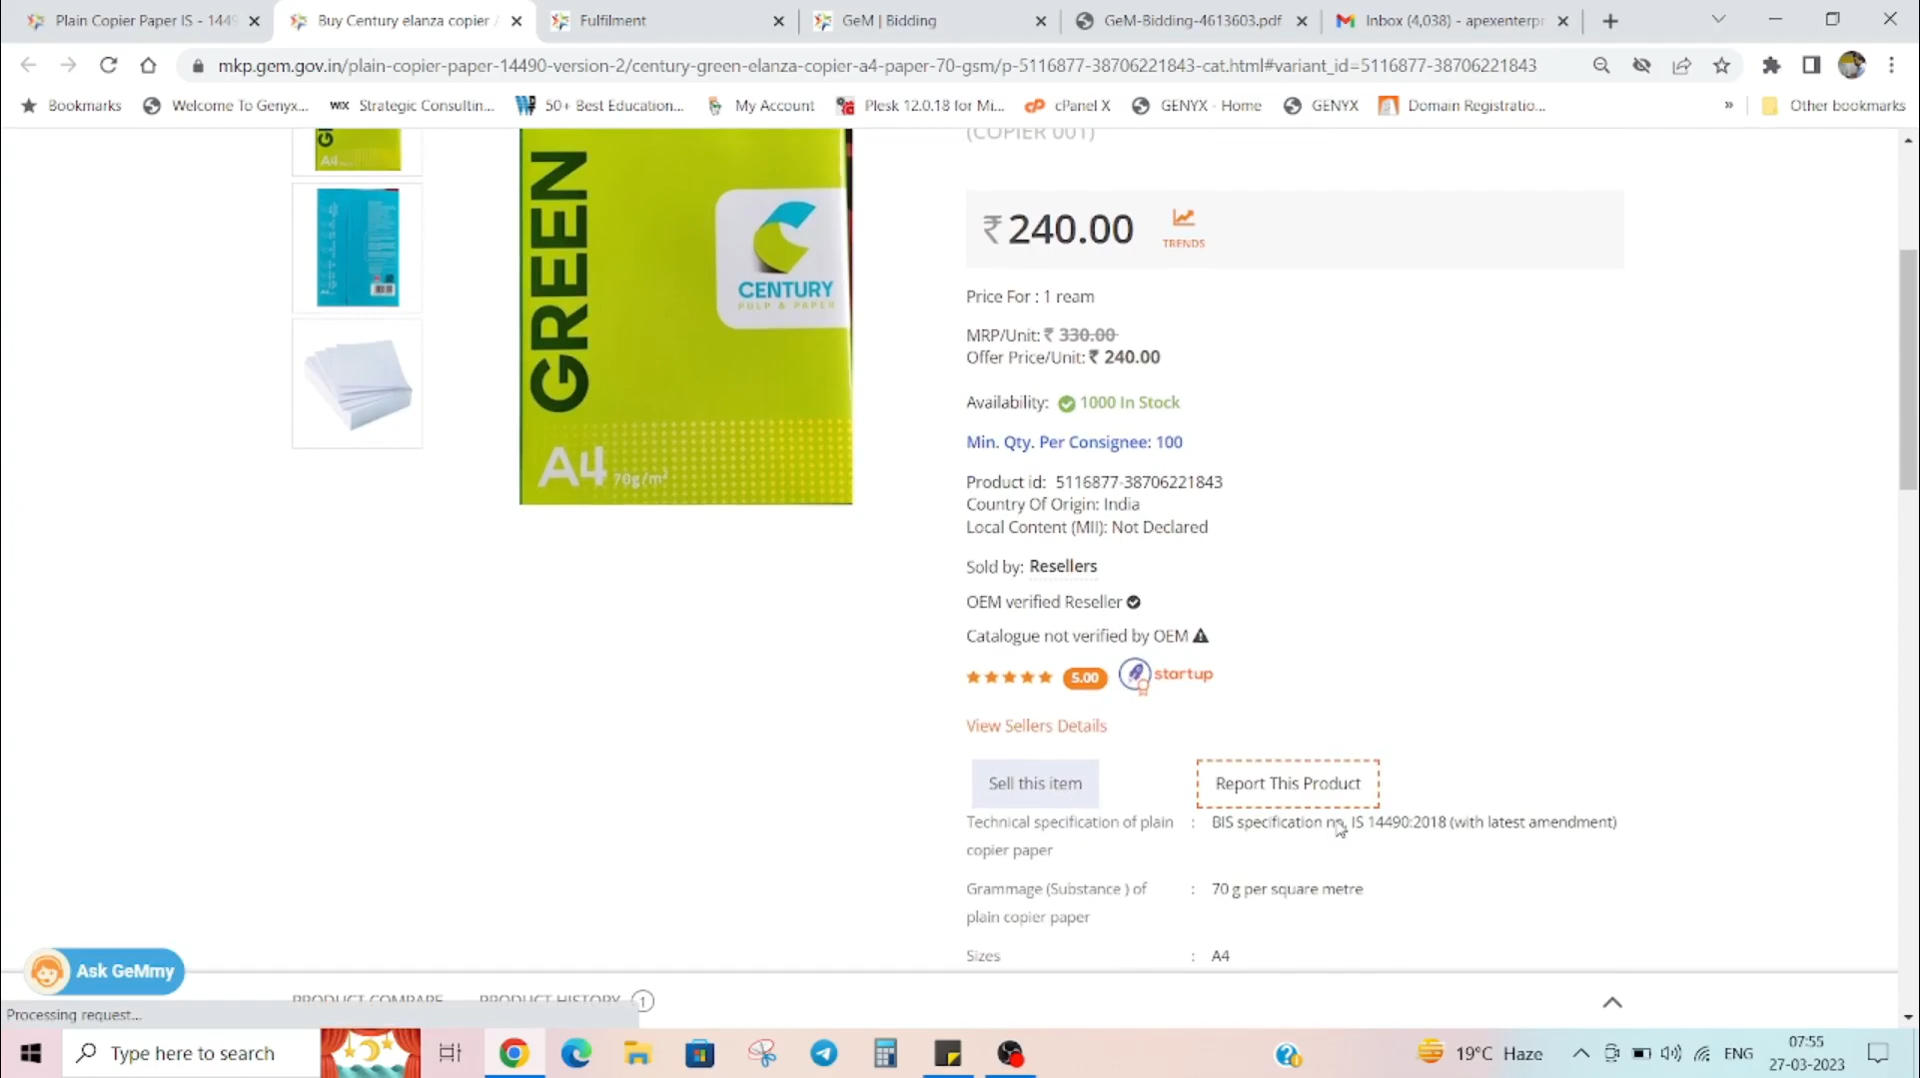 Plain Copier Paper IS - 1449
Buy Century elanza copier /
Fulfilment
GeM | Bidding
GeM-Bidding-4613603.pdf
Inbox (4,038) - apexenterpr
mkp.gem.gov.in/plain-copier-paper-14490-version-2/century-green-elanza-copier-a4-paper-70-gsm/p-5116877-38706221843-cat.html#variant_id=5116877-38706221843
Bookmarks
Welcome To Genyx...
WIX Strategic Consultin...
50+ Best Education...
My Account
Plesk 12.0.18 for Mi...
cP cPanel X
GENYX - Home
GENYX
Domain Registratio...
»
Other bookmarks
(COPIER 001)
A4
GREEN
CENTURY
PULP & PAPER
A4 70g/m²
₹ 240.00
TRENDS
Price For : 1 ream
MRP/Unit: ₹ 330.00
Offer Price/Unit: ₹ 240.00
Availability: 1000 In Stock
Min. Qty. Per Consignee: 100
Product id: 5116877-38706221843
Country Of Origin: India
Local Content (MII): Not Declared
Sold by: Resellers
OEM verified Reseller
Catalogue not verified by OEM
5.00 startup
View Sellers Details
Sell this item
Report This Product
Technical specification of plain copier paper : BIS specification no. IS 14490:2018 (with latest amendment)
Grammage (Substance ) of plain copier paper : 70 g per square metre
Sizes : A4
Ask GeMmy
PRODUCT COMPARE
PRODUCT HISTORY 1
Processing request...
Type here to search
19°C Haze
ENG
07:55
27-03-2023